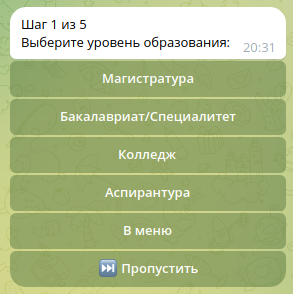 Шаг 1 из 5
Выберите уровень образования:
20:31
Магистратура
Бакалавриат/Специалитет
Колледж
Аспирантура
В меню
⏭ Пропустить